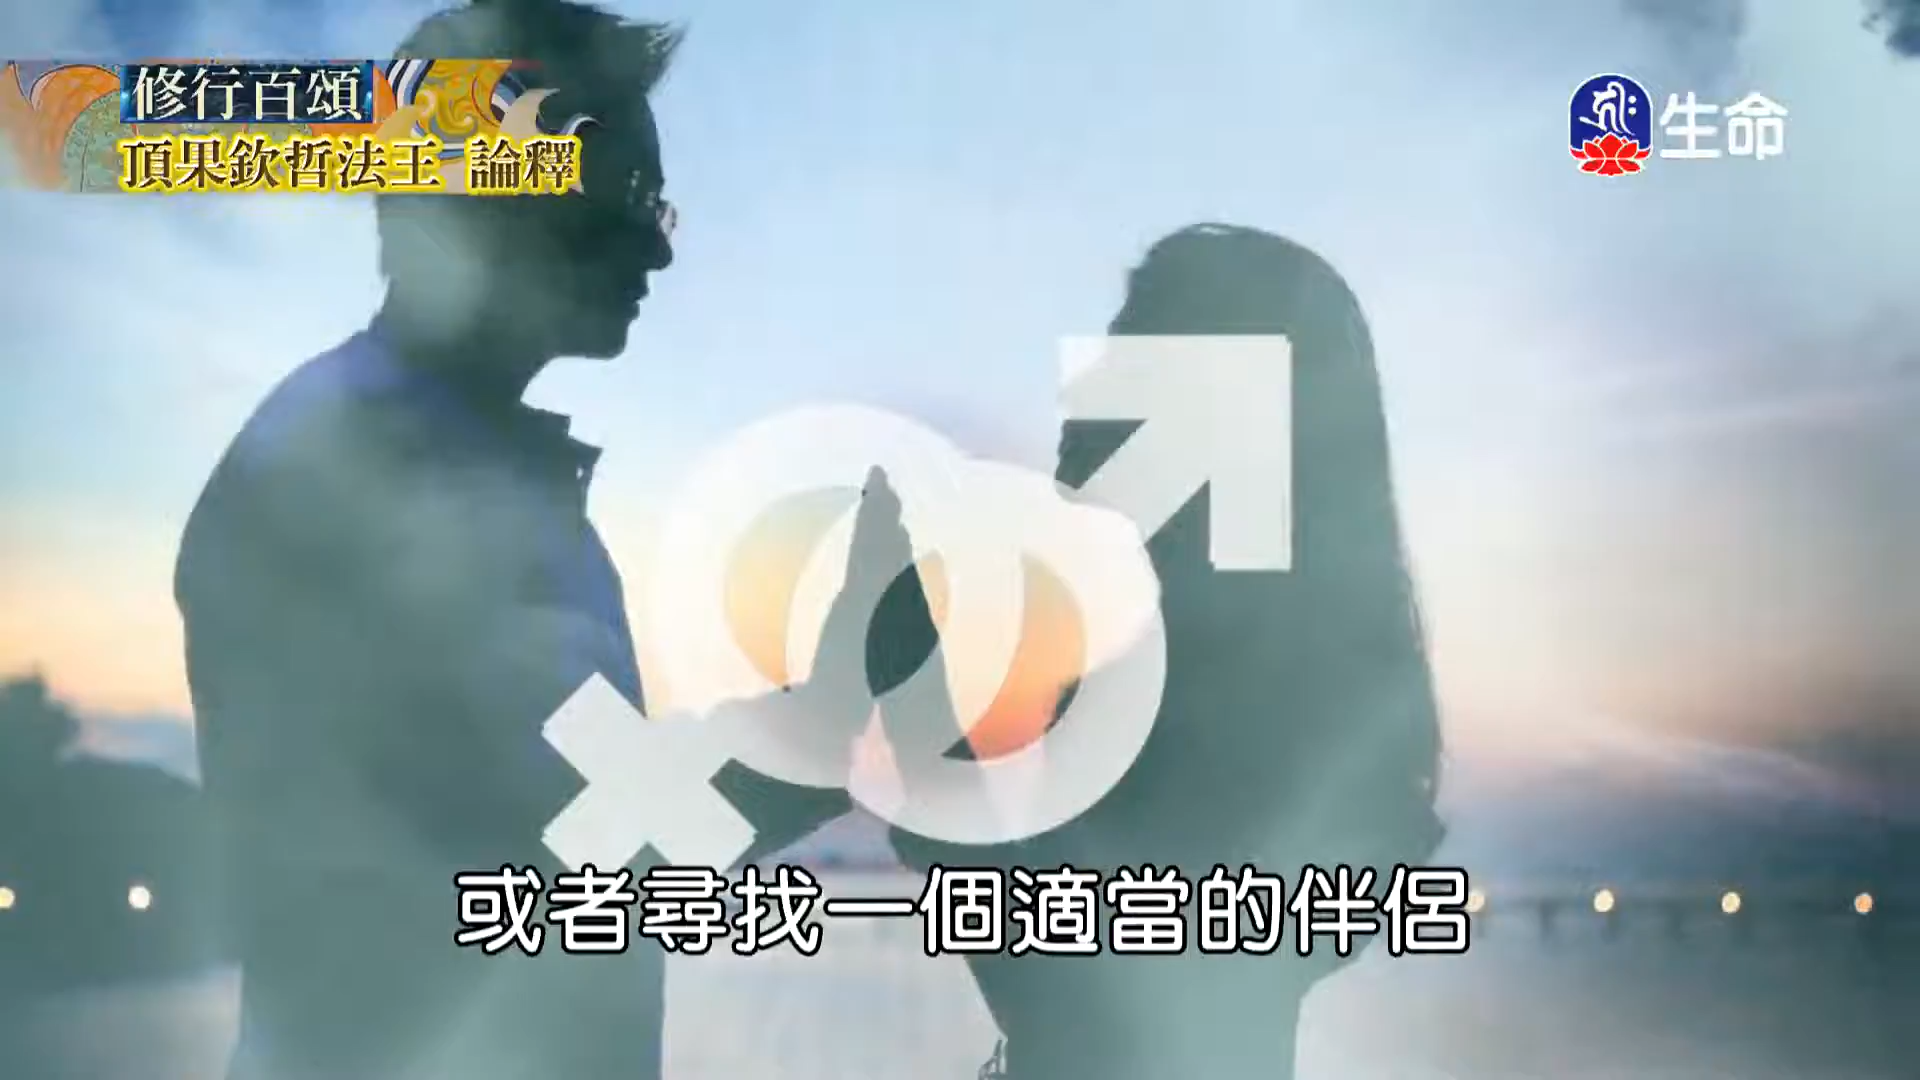 修行百頌
頂果欽哲法王 論釋
生命
或者尋找一個適當的伴侶